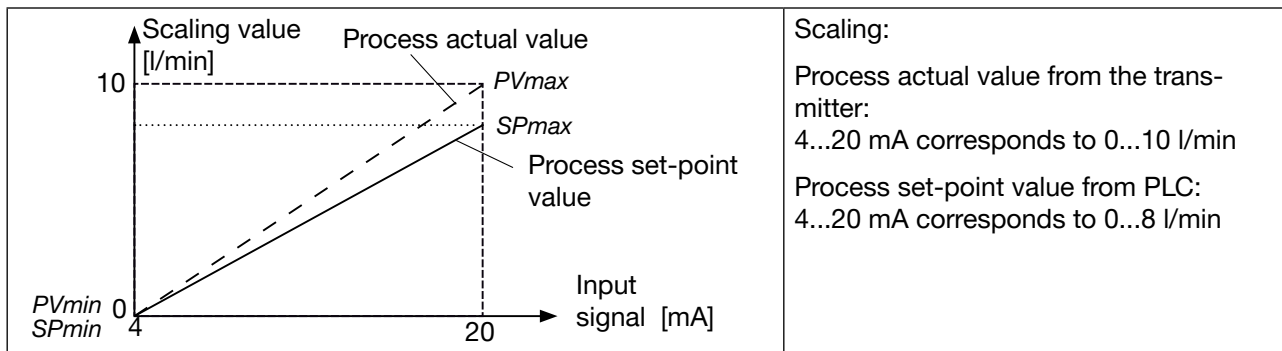 Scaling value
[l/min]
Process actual value
10
PVmax
SPmax
Process set-point
value
PVmin 0
SPmin
4
20
Input
signal [mA]
Scaling:
Process actual value from the trans-
mitter:
4...20 mA corresponds to 0...10 l/min
Process set-point value from PLC:
4...20 mA corresponds to 0...8 l/min